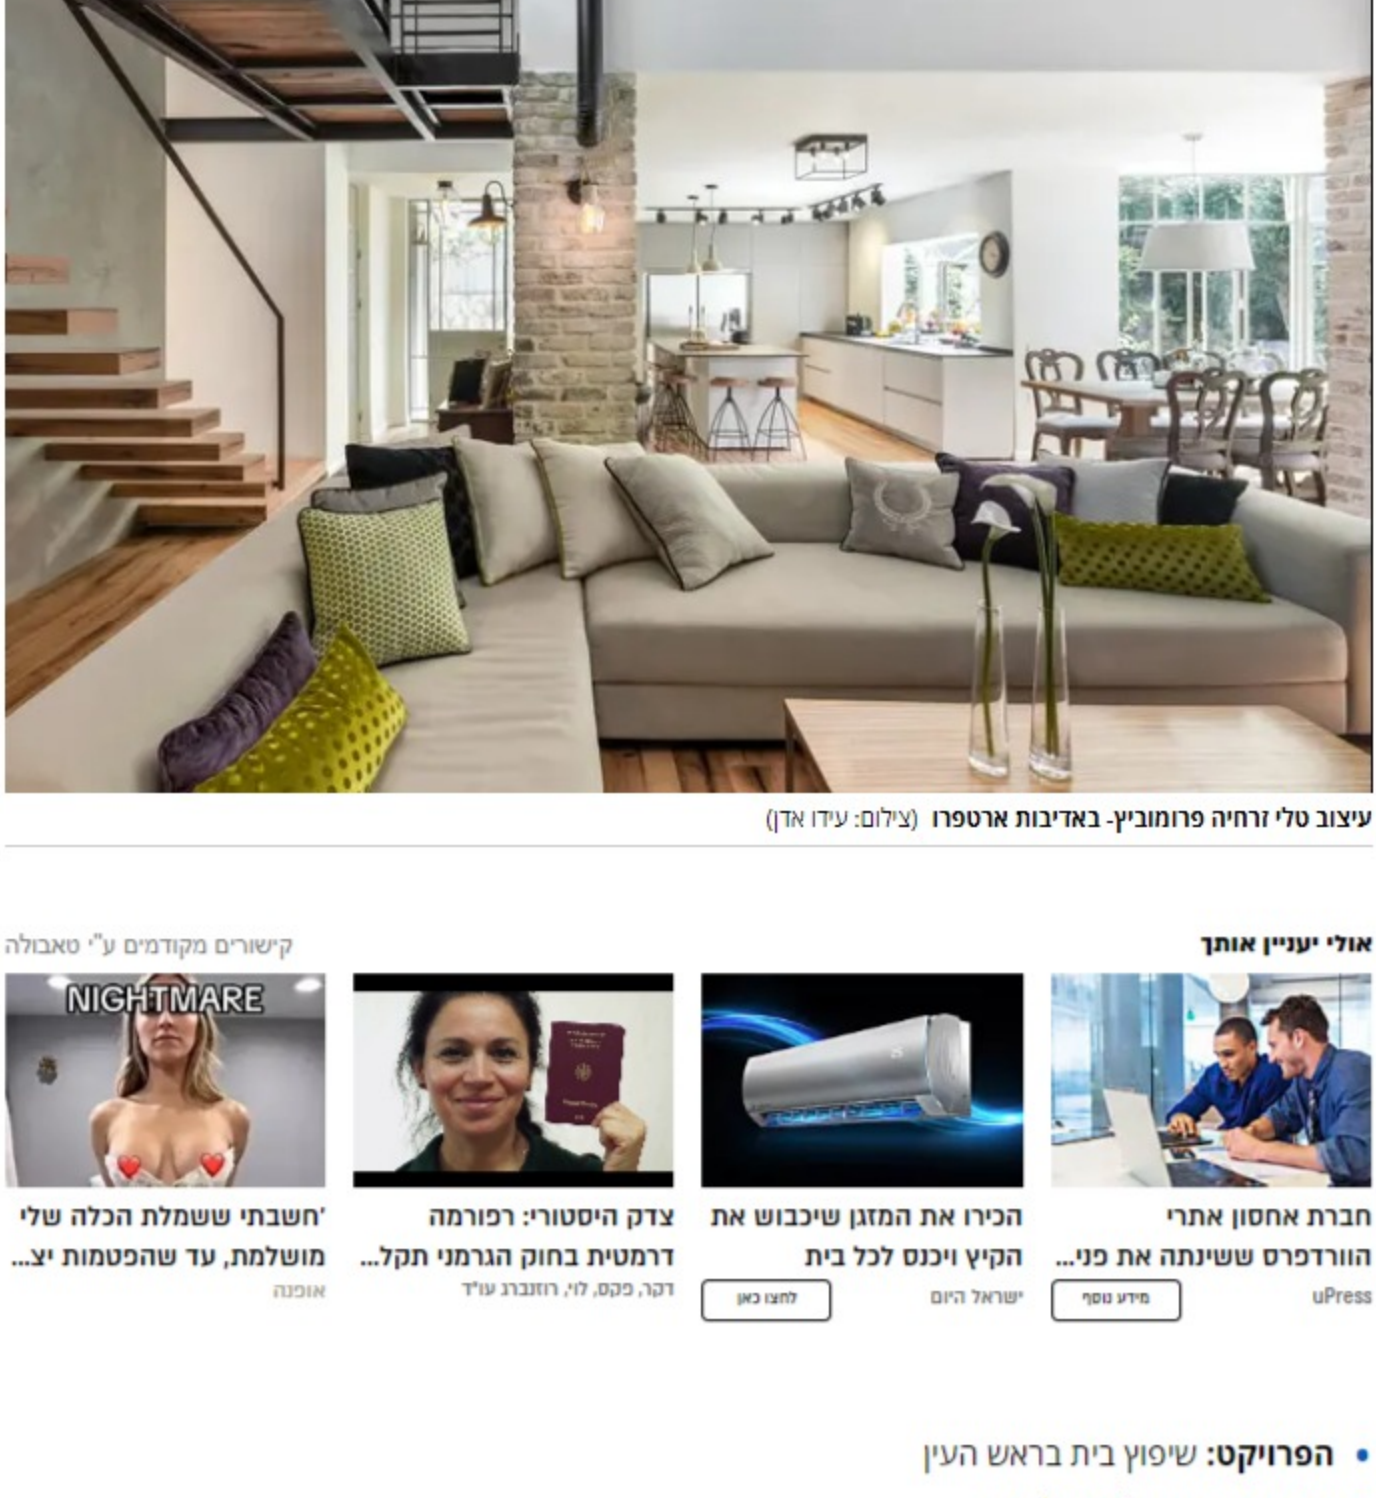 עיצוב טלי זרחיה פרומוביץ- באדיבות ארטפרו (צילום: עידו אדן)
אולי יעניין אותך
קישורים מקודמים ע"י טאבולה
חברת אחסון אתרי
הוורדפרס ששינתה את פני...
uPress
מידע נוסף
הכירו את המזגן שיכבוש את
הקיץ ויכנס לכל בית
ישראל היום
לחצו כאן
צדק היסטורי: רפורמה
דרמטית בחוק הגרמני תקל...
דקר, פקס, לוי, רוזנברג עו"ד
NIGHTMARE
'חשבתי ששמלת הכלה שלי
מושלמת, עד שהפטמות יצ...
אופנה
• הפרויקט: שיפוץ בית בראש העין